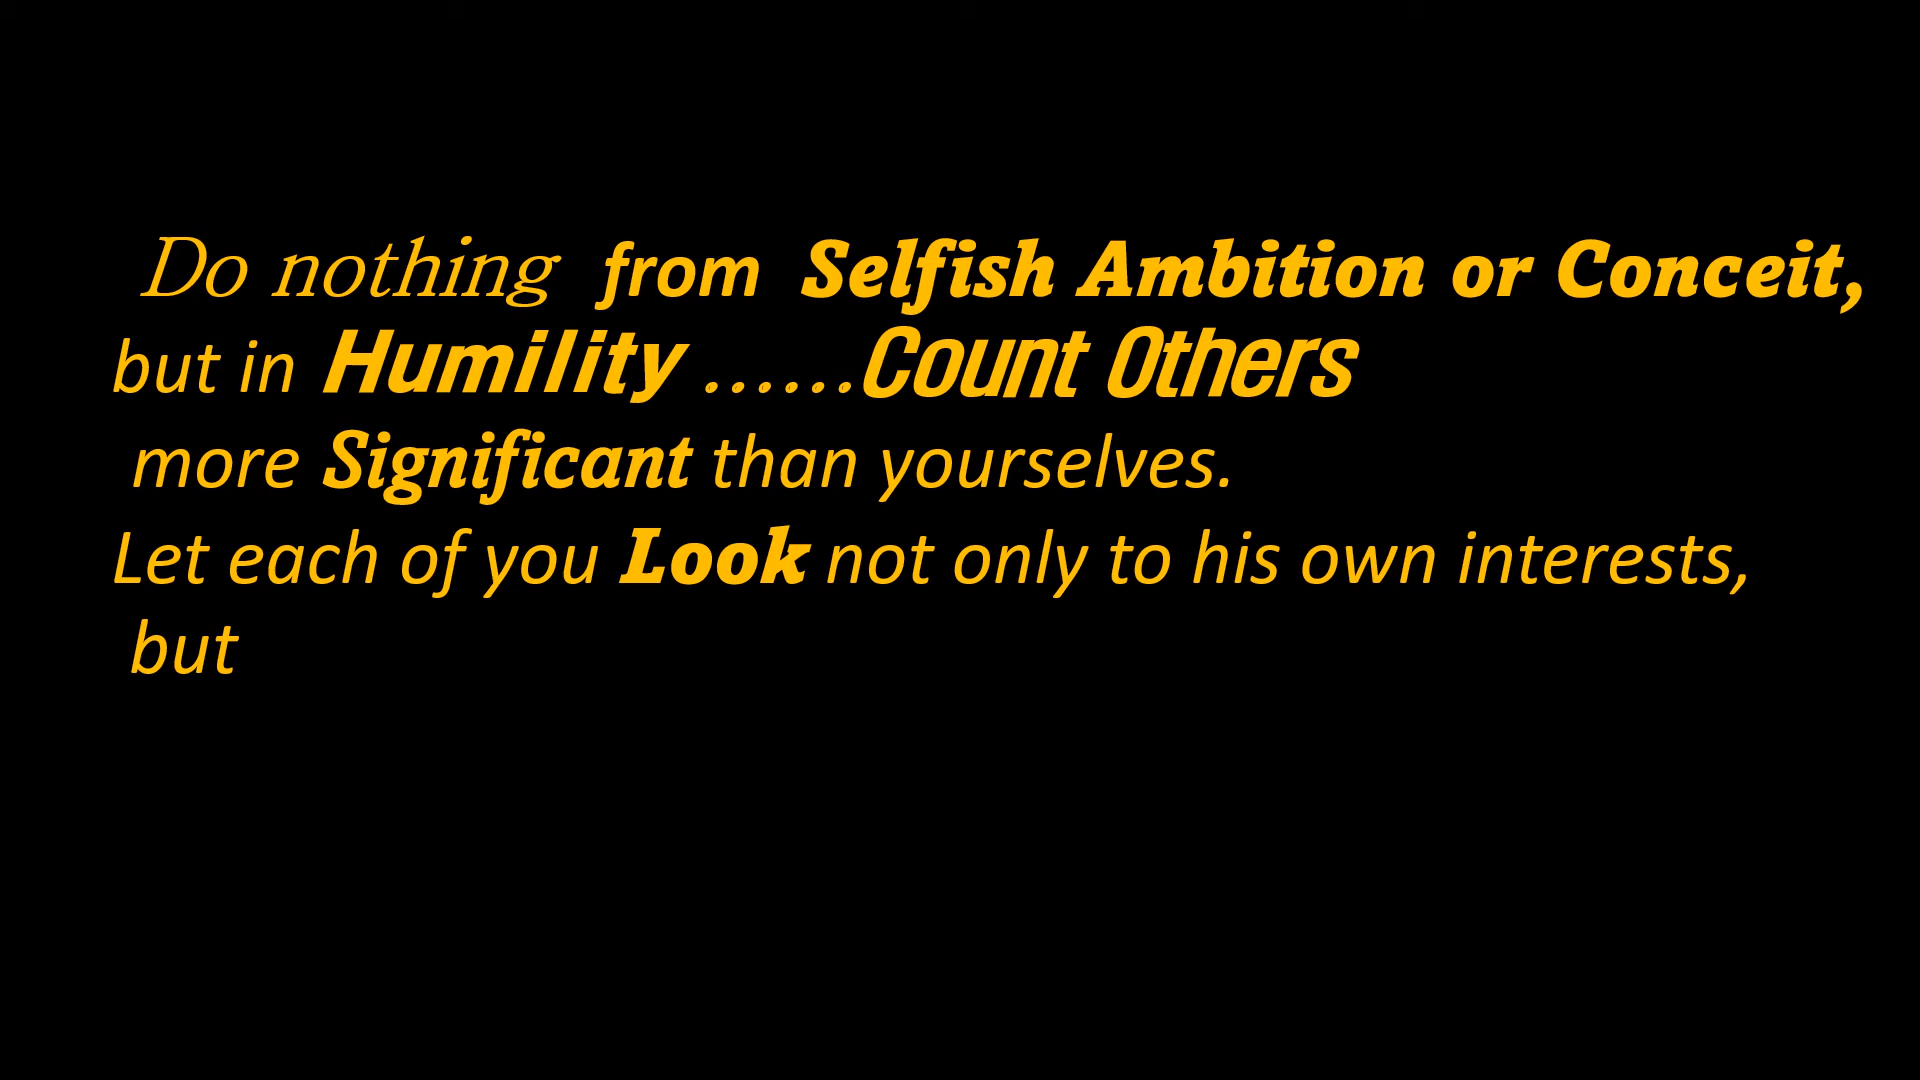 Do nothing from Selfish Ambition or Conceit,
but in Humility ......Count Others
more Significant than yourselves.
Let each of you Look not only to his own interests,
but